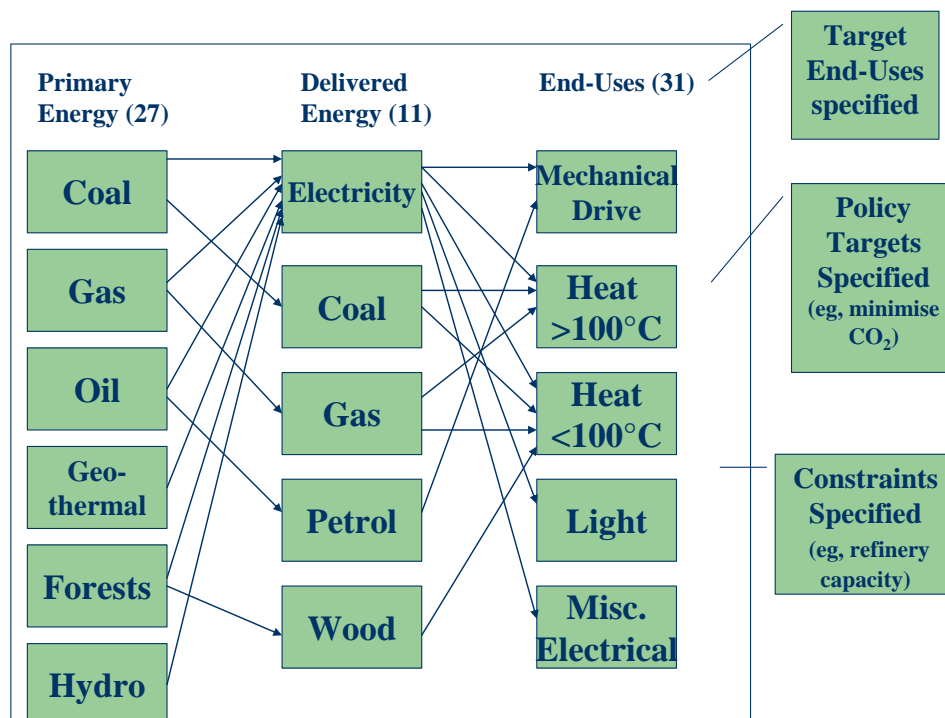 Primary
Energy (27)
Delivered
Energy (11)
End-Uses (31)
Coal
Gas
Oil
Geo-
thermal
Forests
Hydro
Electricity
Coal
Gas
Petrol
Wood
Mechanical
Drive
Heat
>100°C
Heat
<100°C
Light
Misc.
Electrical
Target
End-Uses
specified
Policy
Targets
Specified
(eg, minimise
CO₂)
Constraints
Specified
(eg, refinery
capacity)